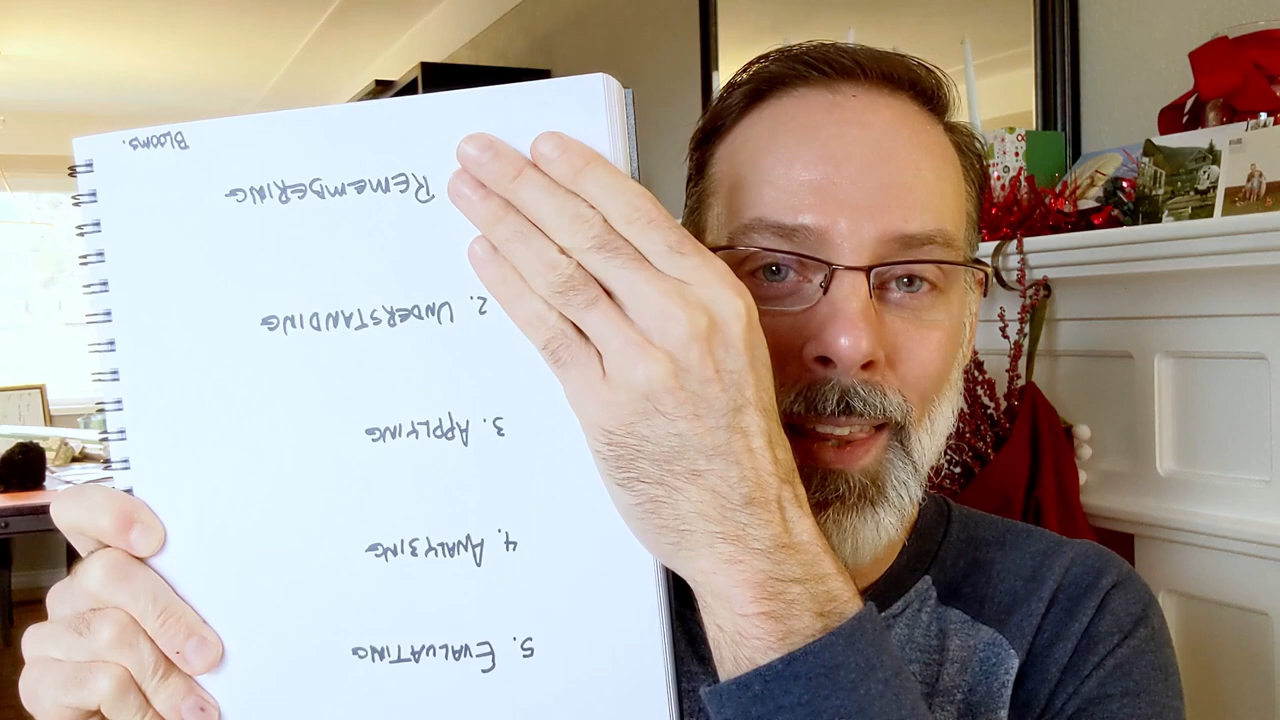 Blooms.
REMEMBERING
2. UNDERSTANDING
3. APPLYING
4. ANALYZING
5. EVALUATING